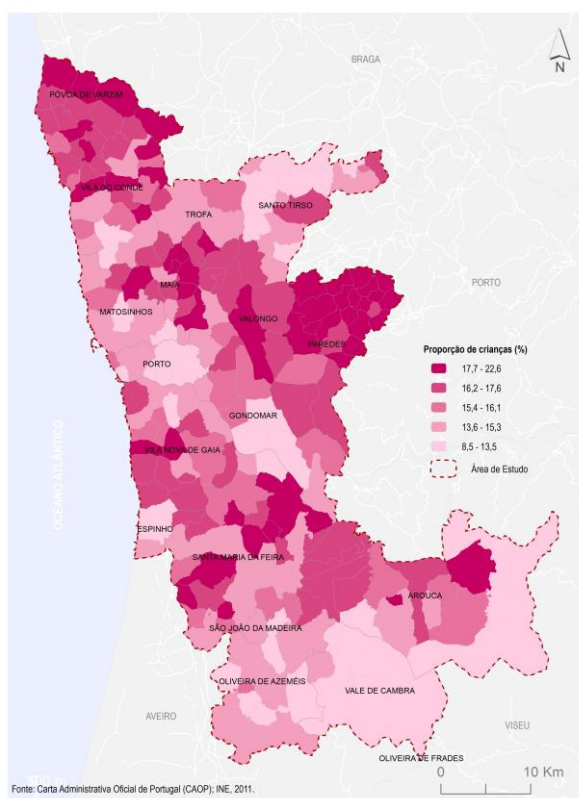 BRAGA
N
PÓVOA DE VARZIM
VILA DO CONDE
SANTO TIRSO
TROFA
PORTO
MAIA
MATOSINHOS
VALONGO
PAREDES
Proporção de crianças (%)
17,7 - 22,6
16,2 - 17,6
15,4 - 16,1
13,6 - 15,3
8,5 - 13,5
Área de Estudo
PORTO
GONDOMAR
VILA NOVA DE GAIA
OCEANO ATLÂNTICO
ESPINHO
SANTA MARIA DA FEIRA
AROUCA
SÃO JOÃO DA MADEIRA
OLIVEIRA DE AZEMÉIS
VALE DE CAMBRA
AVEIRO
VISEU
OLIVEIRA DE FRADES
0 10 Km
Fonte: Carta Administrativa Oficial de Portugal (CAOP); INE, 2011.